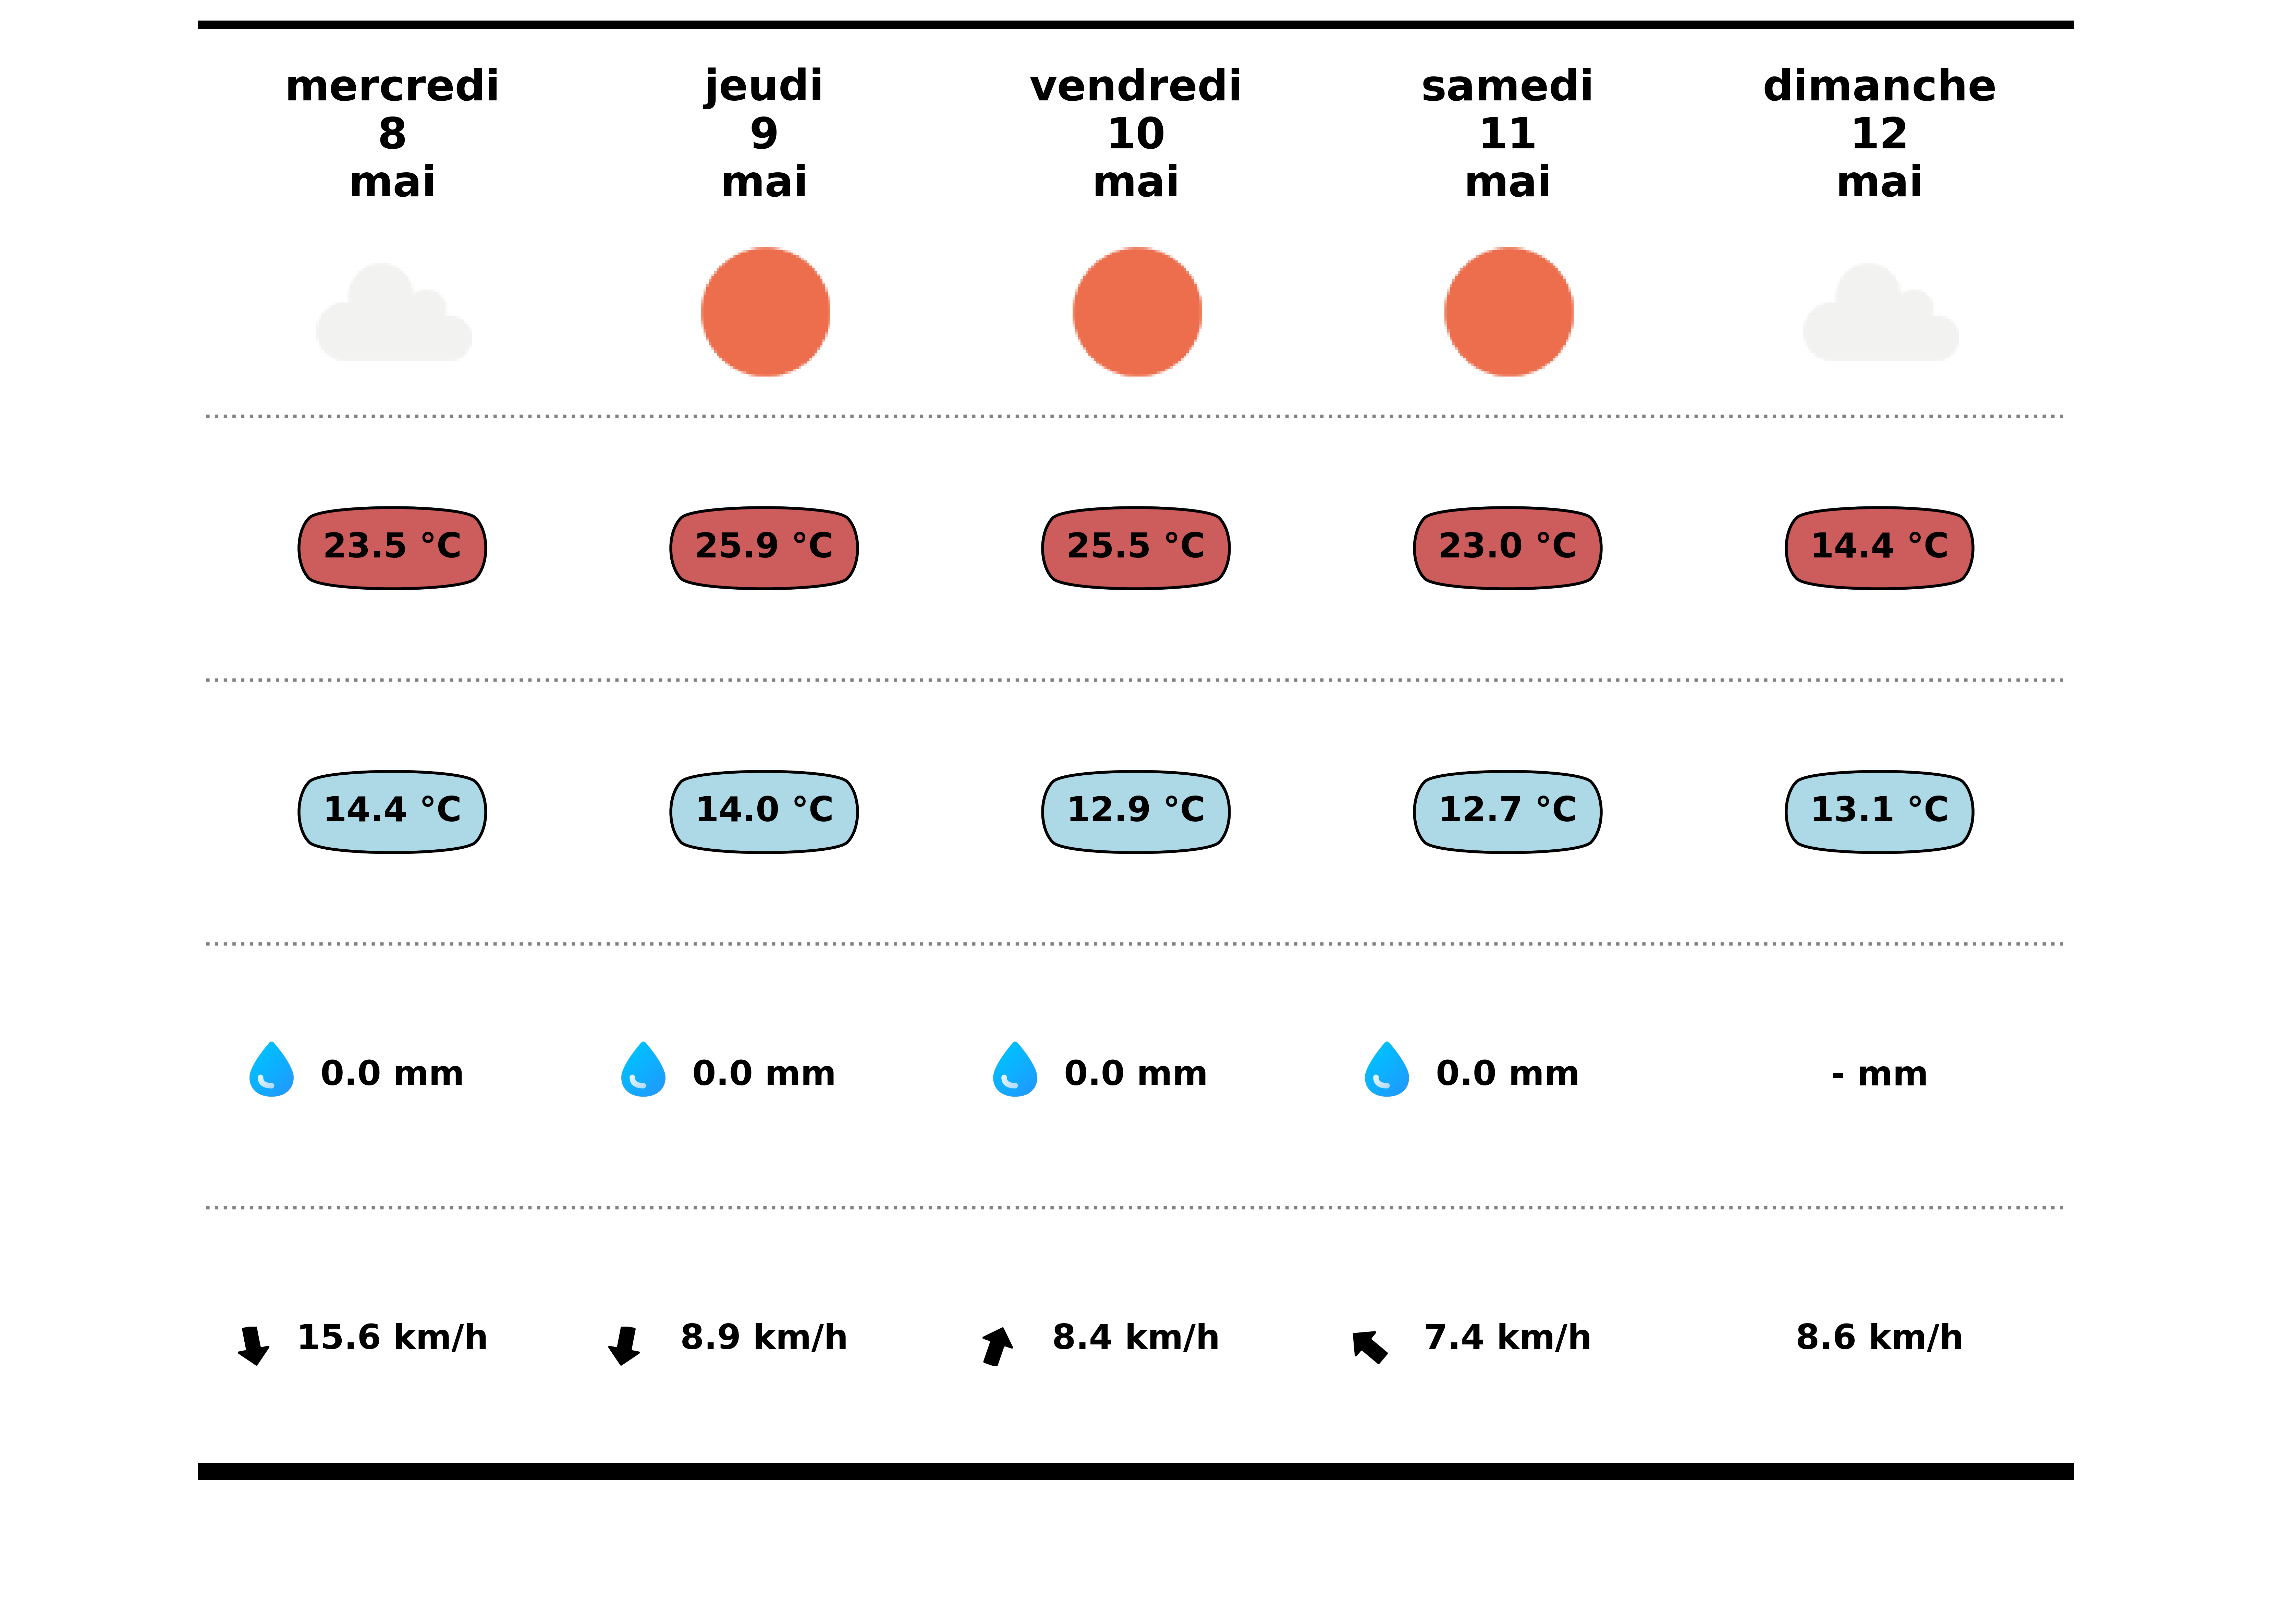 mercredi
8
mai
jeudi
9
mai
vendredi
10
mai
samedi
11
mai
dimanche
12
mai
23.5 °C
25.9 °C
25.5 °C
23.0 °C
14.4 °C
14.4 °C
14.0 °C
12.9 °C
12.7 °C
13.1 °C
0.0 mm
0.0 mm
0.0 mm
0.0 mm
- mm
15.6 km/h
8.9 km/h
8.4 km/h
7.4 km/h
8.6 km/h